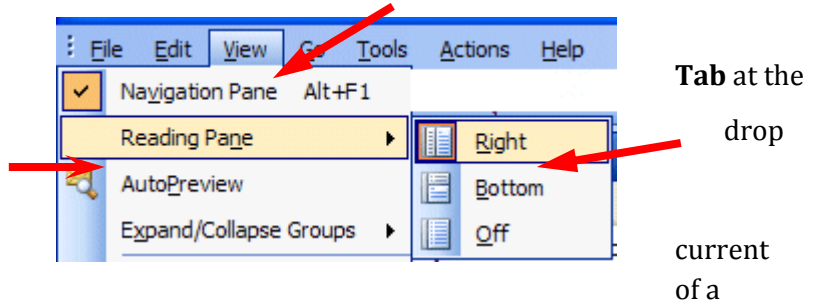 File Edit View Go Tools Actions Help
Navigation Pane Alt+F1
Reading Pane
AutoPreview
Expand/Collapse Groups
Right
Bottom
Off
Tab at the
drop
current
of a